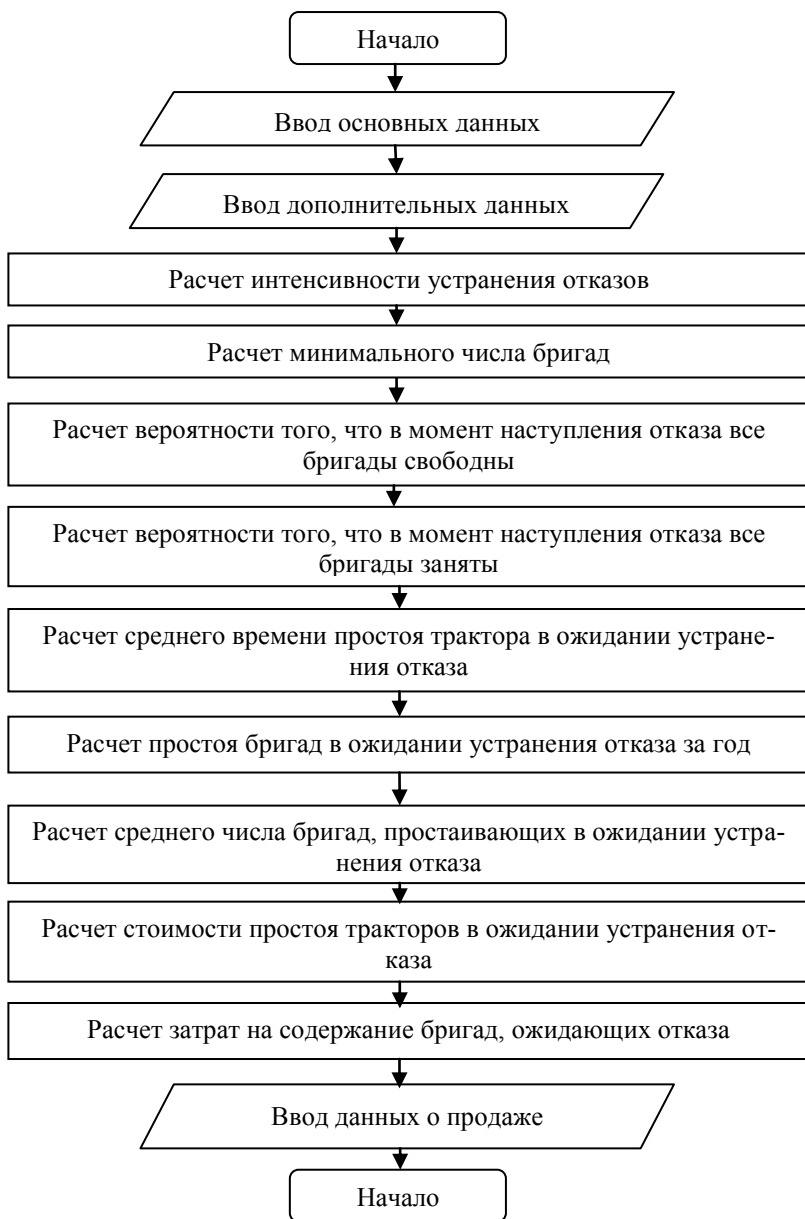 Начало
Ввод основных данных
Ввод дополнительных данных
Расчет интенсивности устранения отказов
Расчет минимального числа бригад
Расчет вероятности того, что в момент наступления отказа все
бригады свободны
Расчет вероятности того, что в момент наступления отказа все
бригады заняты
Расчет среднего времени простоя трактора в ожидании устране-
ния отказа
Расчет простоя бригад в ожидании устранения отказа за год
Расчет среднего числа бригад, простаивающих в ожидании устра-
нения отказа
Расчет стоимости простоя тракторов в ожидании устранения от-
каза
Расчет затрат на содержание бригад, ожидающих отказа
Ввод данных о продаже
Начало